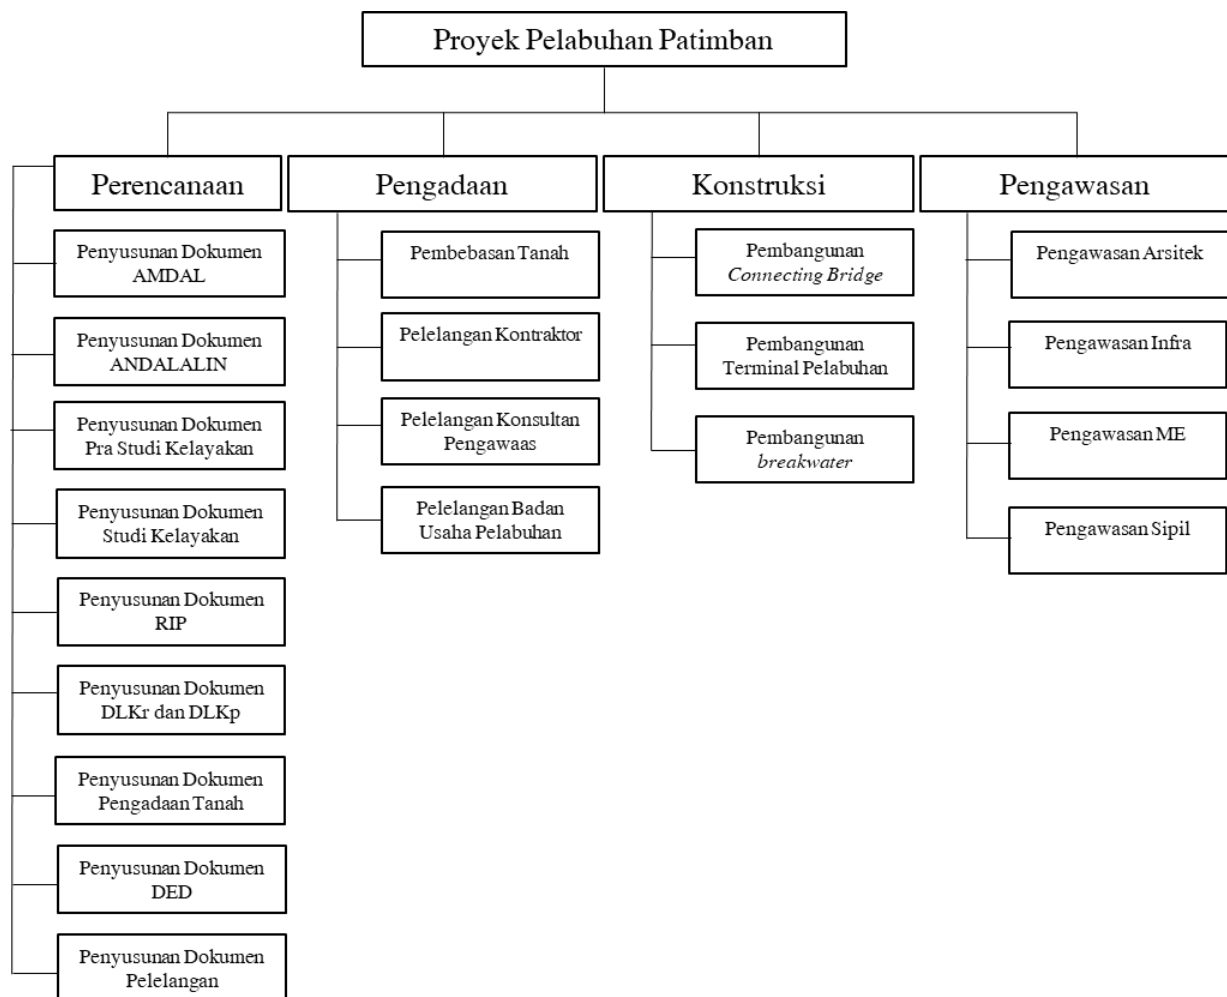 Proyek Pelabuhan Patimban
Perencanaan
Penyusunan Dokumen
AMDAL
Penyusunan Dokumen
ANDALALIN
Penyusunan Dokumen
Pra Studi Kelayakan
Penyusunan Dokumen
Studi Kelayakan
Penyusunan Dokumen
RIP
Penyusunan Dokumen
DLKr dan DLKp
Penyusunan Dokumen
Pengadaan Tanah
Penyusunan Dokumen
DED
Penyusunan Dokumen
Pelelangan
Pengadaan
Pembebasan Tanah
Pelelangan Kontraktor
Pelelangan Konsultan
Pengawaas
Pelelangan Badan
Usaha Pelabuhan
Konstruksi
Pembangunan
Connecting Bridge
Pembangunan
Terminal Pelabuhan
Pembangunan
breakwater
Pengawasan
Pengawasan Arsitek
Pengawasan Infra
Pengawasan ME
Pengawasan Sipil